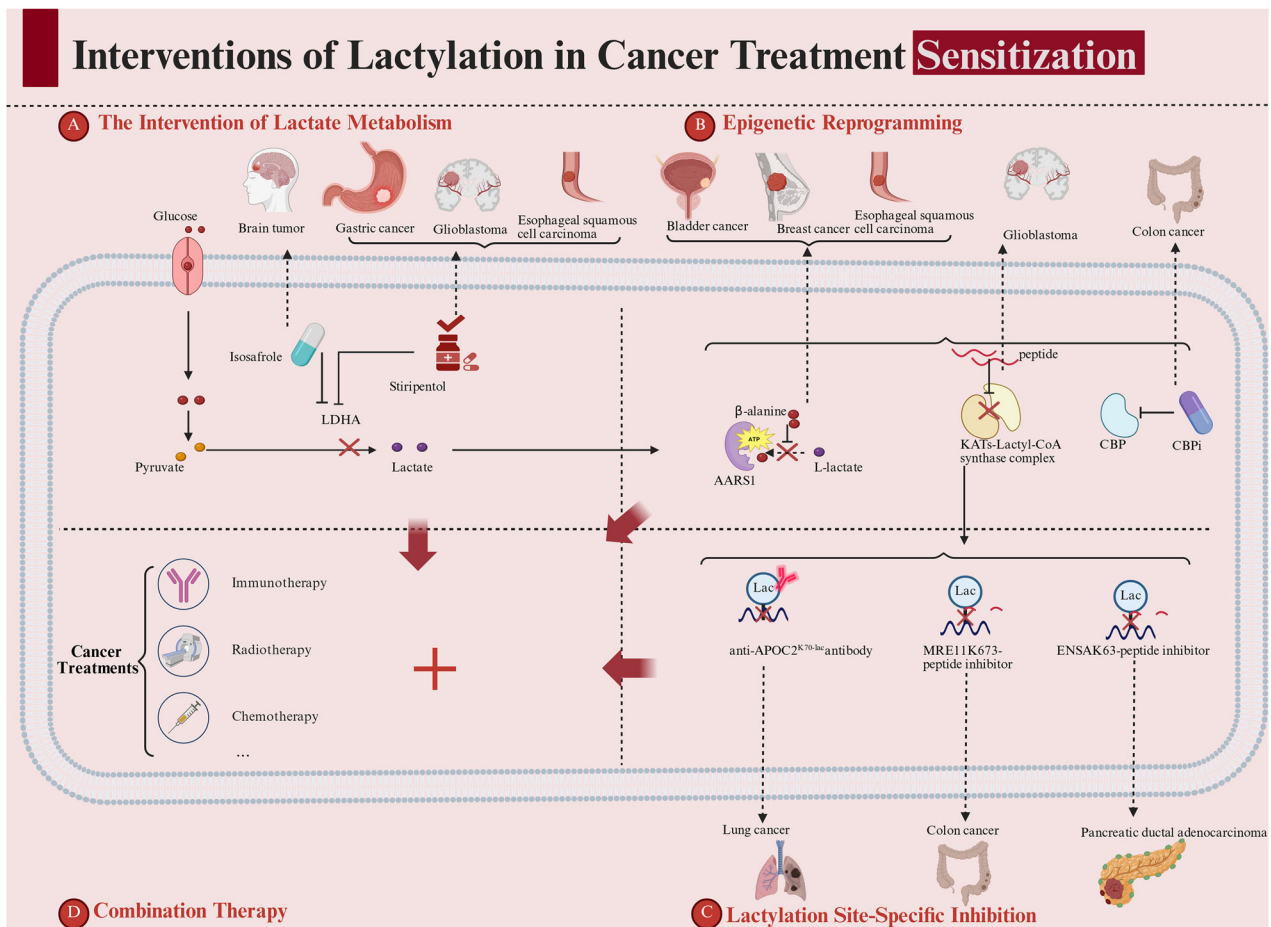 Interventions of Lactylation in Cancer Treatment Sensitization
A The Intervention of Lactate Metabolism
Glucose
Brain tumor
Gastric cancer
Glioblastoma
Esophageal squamous
cell carcinoma
Isosafrole
Stiripentol
LDHA
Pyruvate
Lactate
B Epigenetic Reprogramming
Bladder cancer
Breast cancer
Esophageal squamous
cell carcinoma
Glioblastoma
Colon cancer
peptide
β-alanine
ATP
AARS1
L-lactate
KATs-Lactyl-CoA
synthase complex
CBP
CBPi
Cancer
Treatments
Immunotherapy
Radiotherapy
Chemotherapy
...
Lac
anti-APOC2K70-lac antibody
Lac
MRE11K673-
peptide inhibitor
Lac
ENSAK63-peptide inhibitor
Lung cancer
Colon cancer
Pancreatic ductal adenocarcinoma
D Combination Therapy
C Lactylation Site-Specific Inhibition